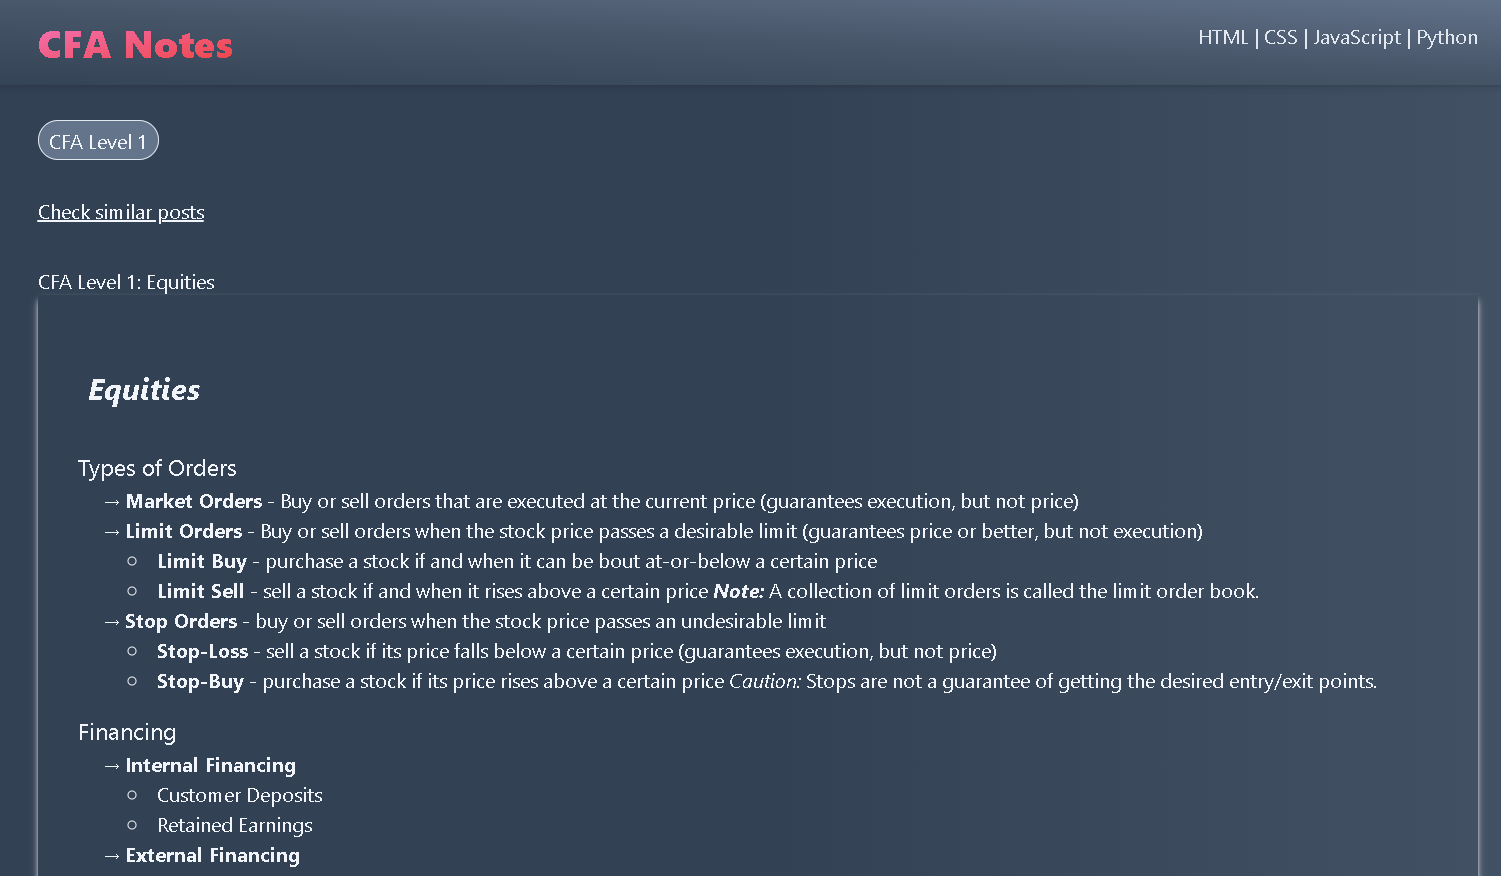 CFA Notes
HTML | CSS | JavaScript | Python
CFA Level 1
Check similar posts
CFA Level 1: Equities
Equities
Types of Orders
→ Market Orders - Buy or sell orders that are executed at the current price (guarantees execution, but not price)
→ Limit Orders - Buy or sell orders when the stock price passes a desirable limit (guarantees price or better, but not execution)
○ Limit Buy - purchase a stock if and when it can be bout at-or-below a certain price
○ Limit Sell - sell a stock if and when it rises above a certain price Note: A collection of limit orders is called the limit order book.
→ Stop Orders - buy or sell orders when the stock price passes an undesirable limit
○ Stop-Loss - sell a stock if its price falls below a certain price (guarantees execution, but not price)
○ Stop-Buy - purchase a stock if its price rises above a certain price Caution: Stops are not a guarantee of getting the desired entry/exit points.
Financing
→ Internal Financing
○ Customer Deposits
○ Retained Earnings
→ External Financing